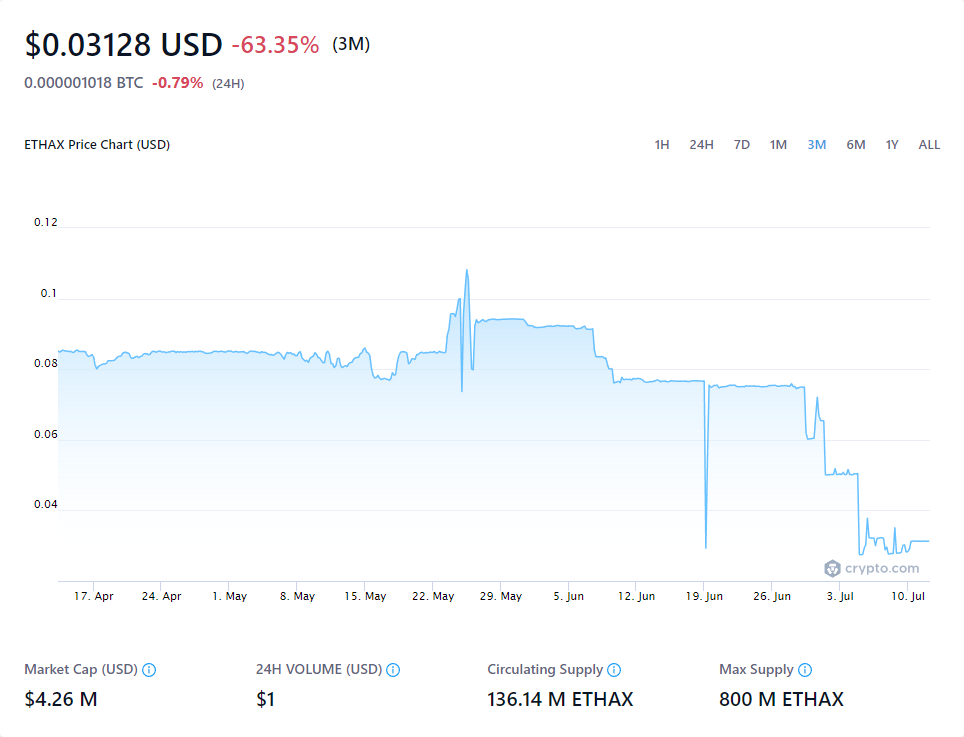 $0.03128 USD -63.35% (3M)
0.000001018 BTC -0.79% (24H)
ETHAX Price Chart (USD) 1H 24H 7D 1M 3M 6M 1Y ALL
0.12
0.1
0.08
0.06
0.04
crypto.com
17. Apr 24. Apr 1. May 8. May 15. May 22. May 29. May 5. Jun 12. Jun 19. Jun 26. Jun 3. Jul 10. Jul
Market Cap (USD) 24H VOLUME (USD) Circulating Supply Max Supply
$4.26 M $1 136.14 M ETHAX 800 M ETHAX